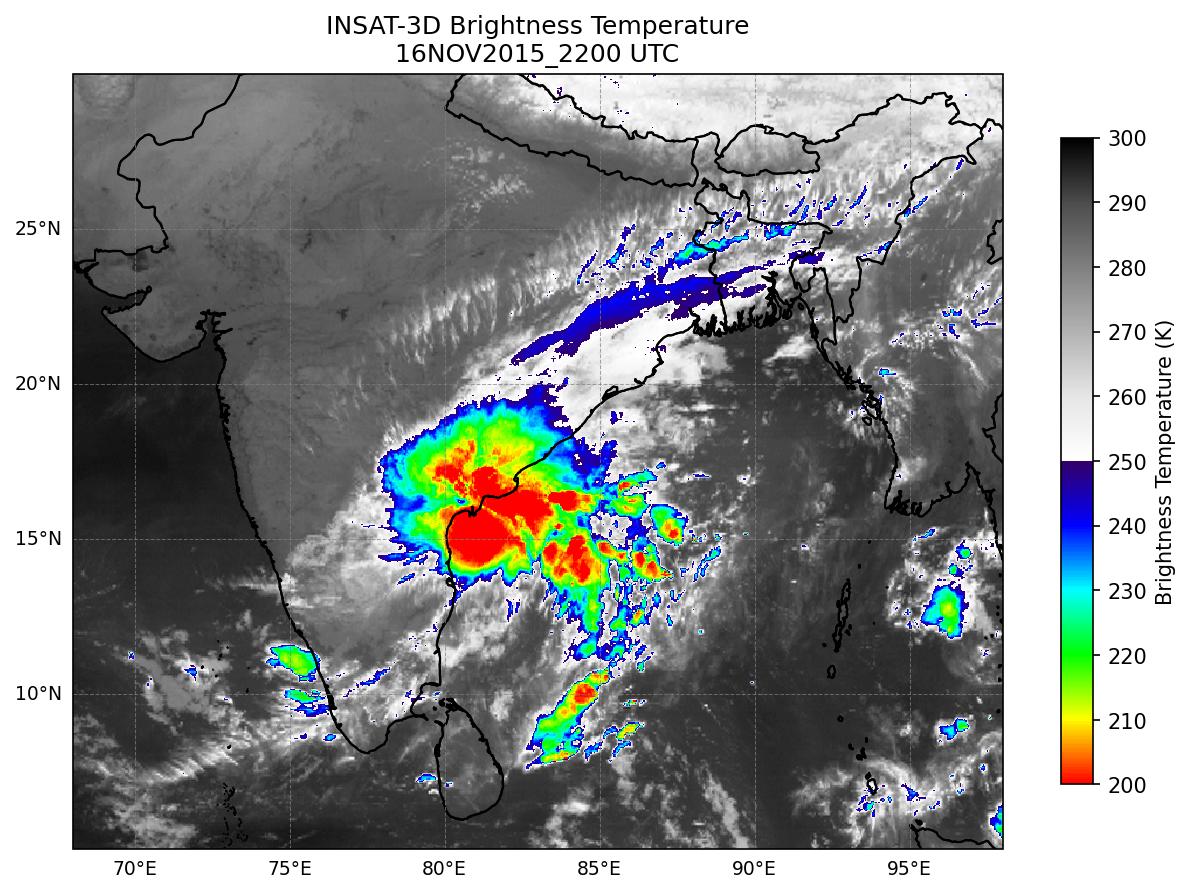 INSAT-3D Brightness Temperature
16NOV2015_2200 UTC
25°N
20°N
15°N
10°N
70°E
75°E
80°E
85°E
90°E
95°E
300
290
280
270
260
250
240
230
220
210
200
Brightness Temperature (K)